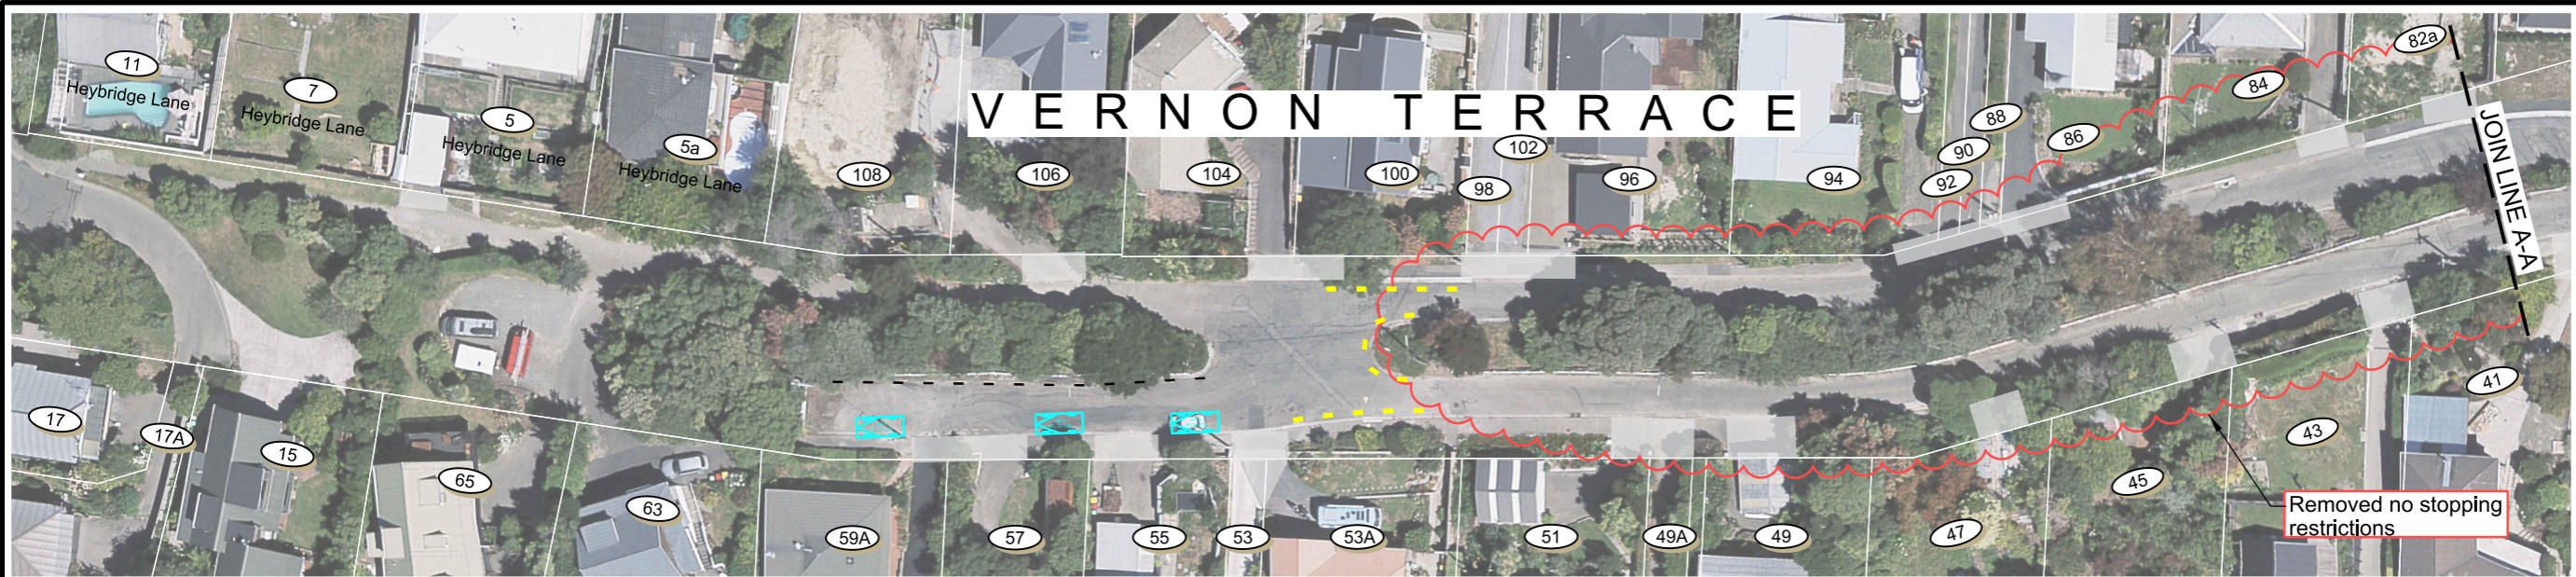 VERNON TERRACE
11
Heybridge Lane
7
Heybridge Lane
5
Heybridge Lane
5a
Heybridge Lane
108
106
104
100
102
98
96
94
92
90
88
86
84
82a
JOIN LINE A-A
17
17A
15
65
63
59A
57
55
53
53A
51
49A
49
47
45
43
41
Removed no stopping
restrictions